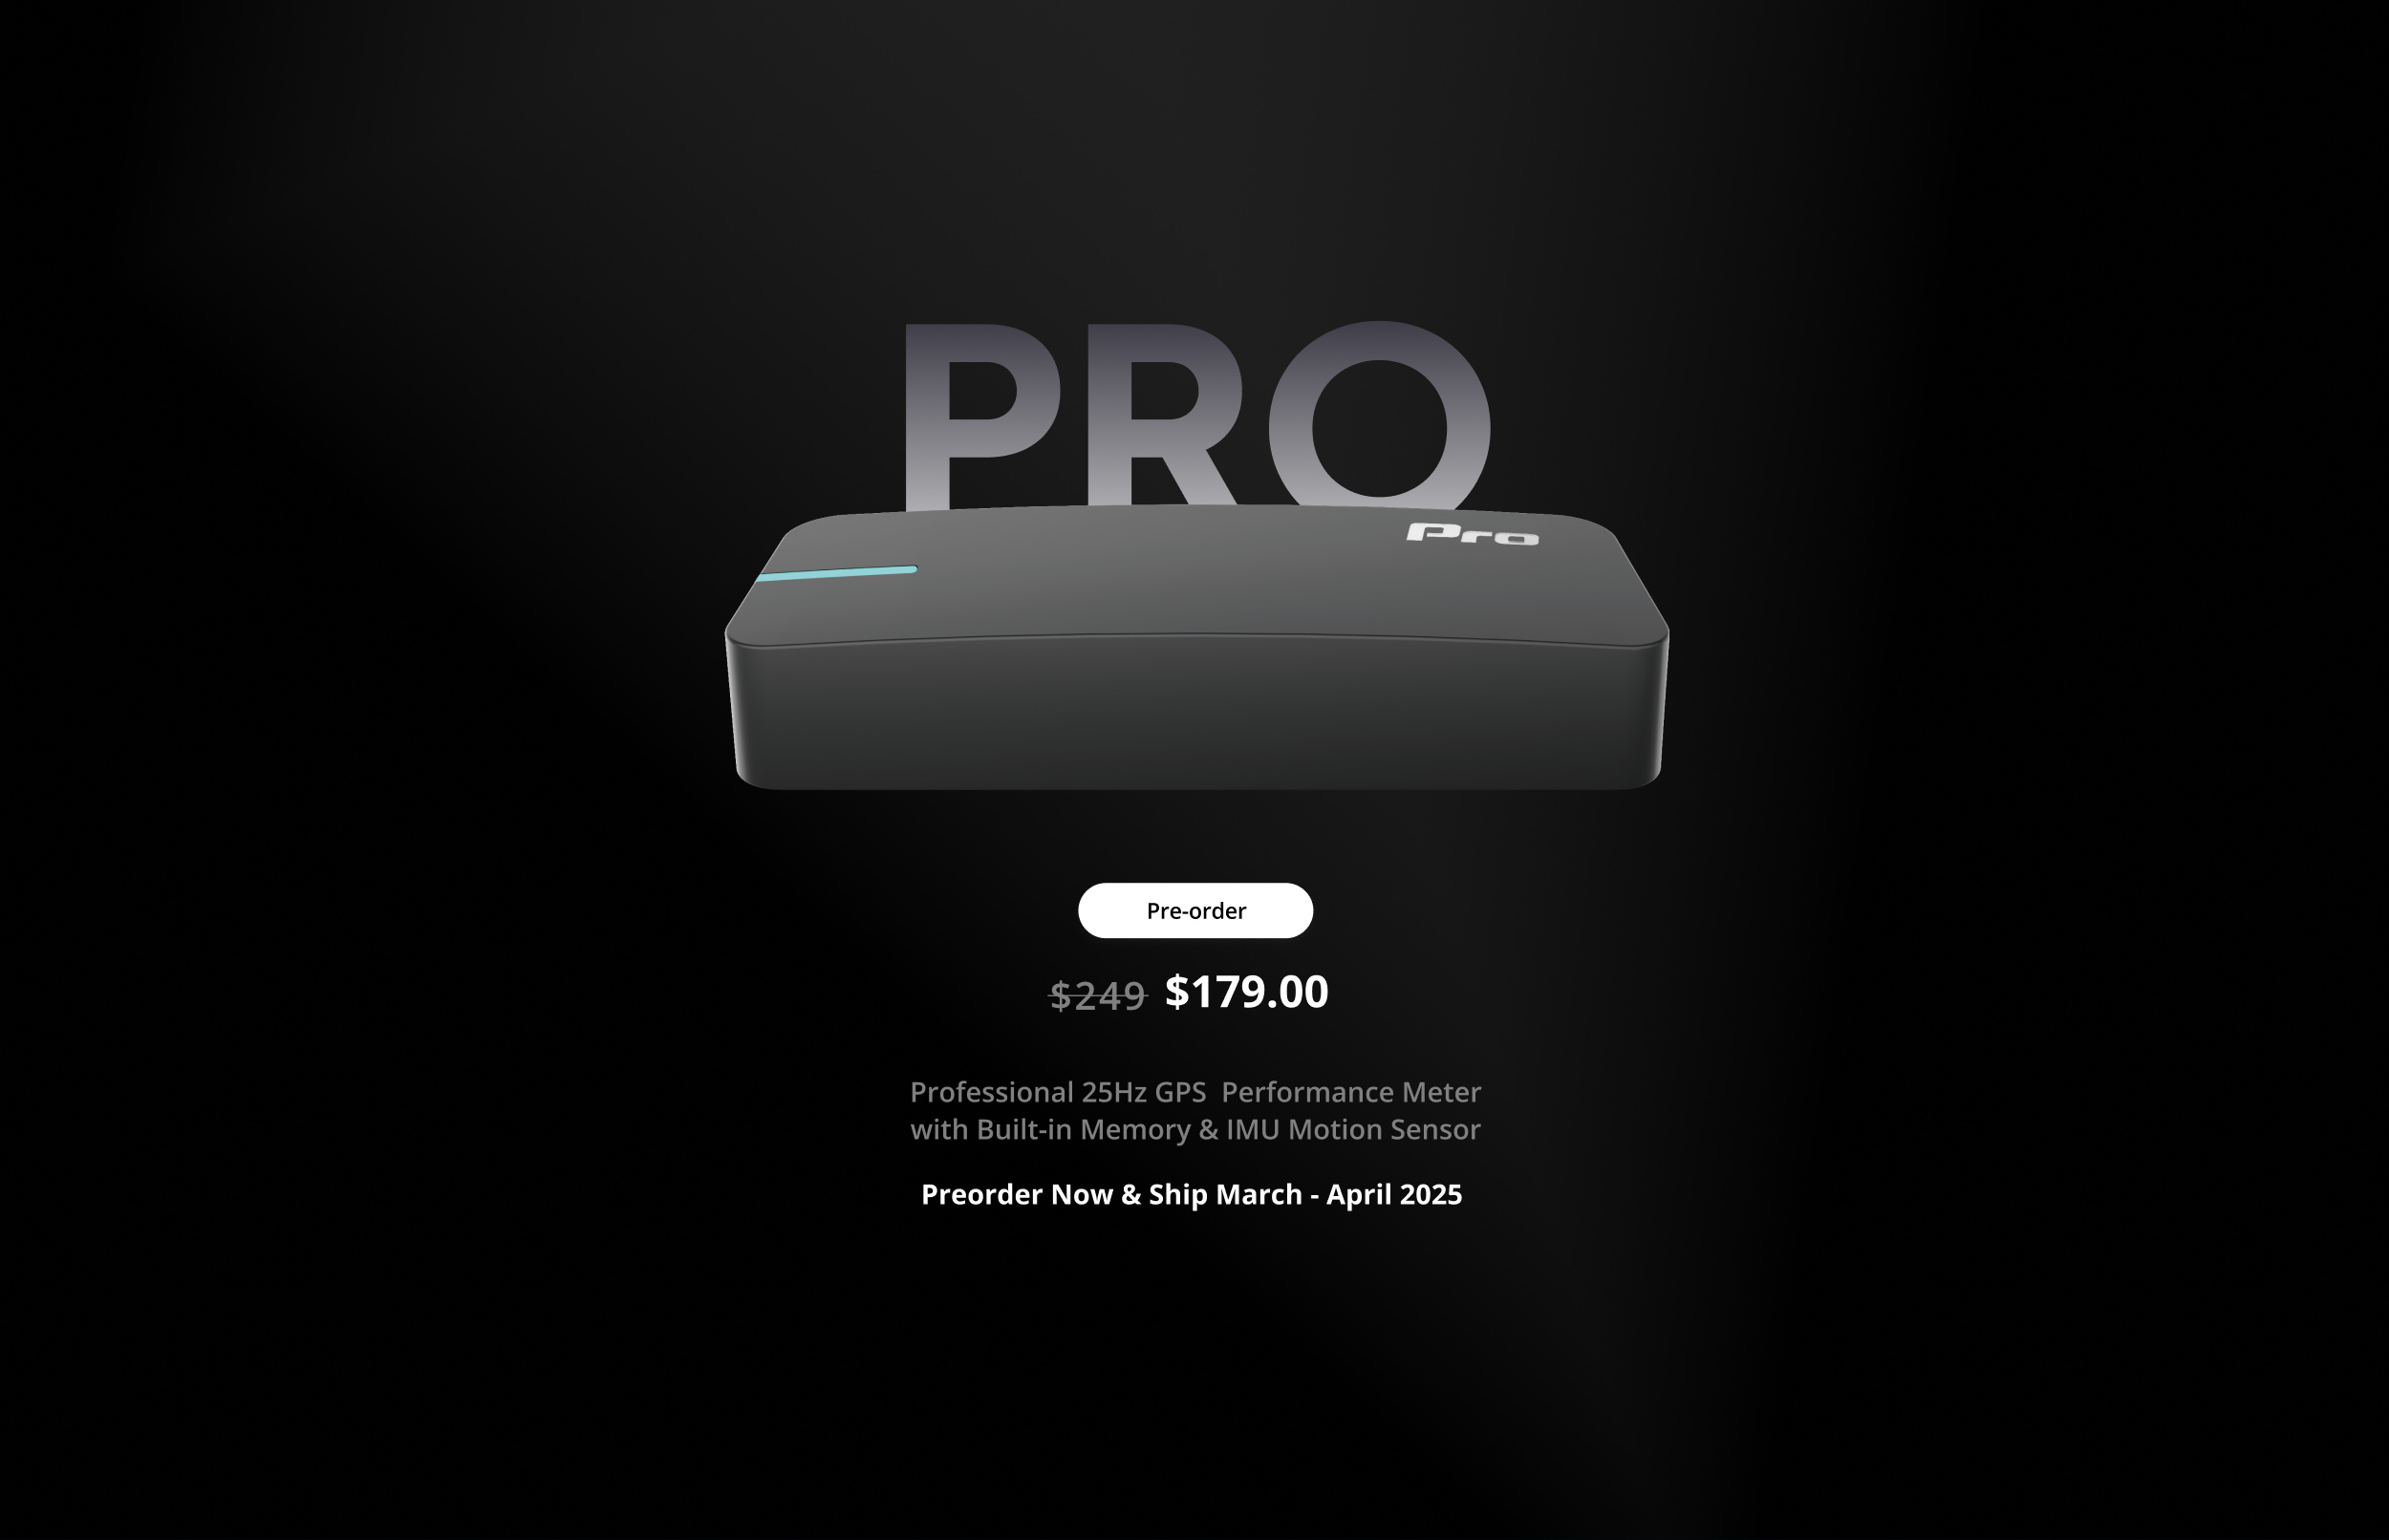 PRO
Pro
Pre-order
$249 $179.00
Professional 25Hz GPS  Performance Meter
with Built-in Memory & IMU Motion Sensor
Preorder Now & Ship March - April 2025